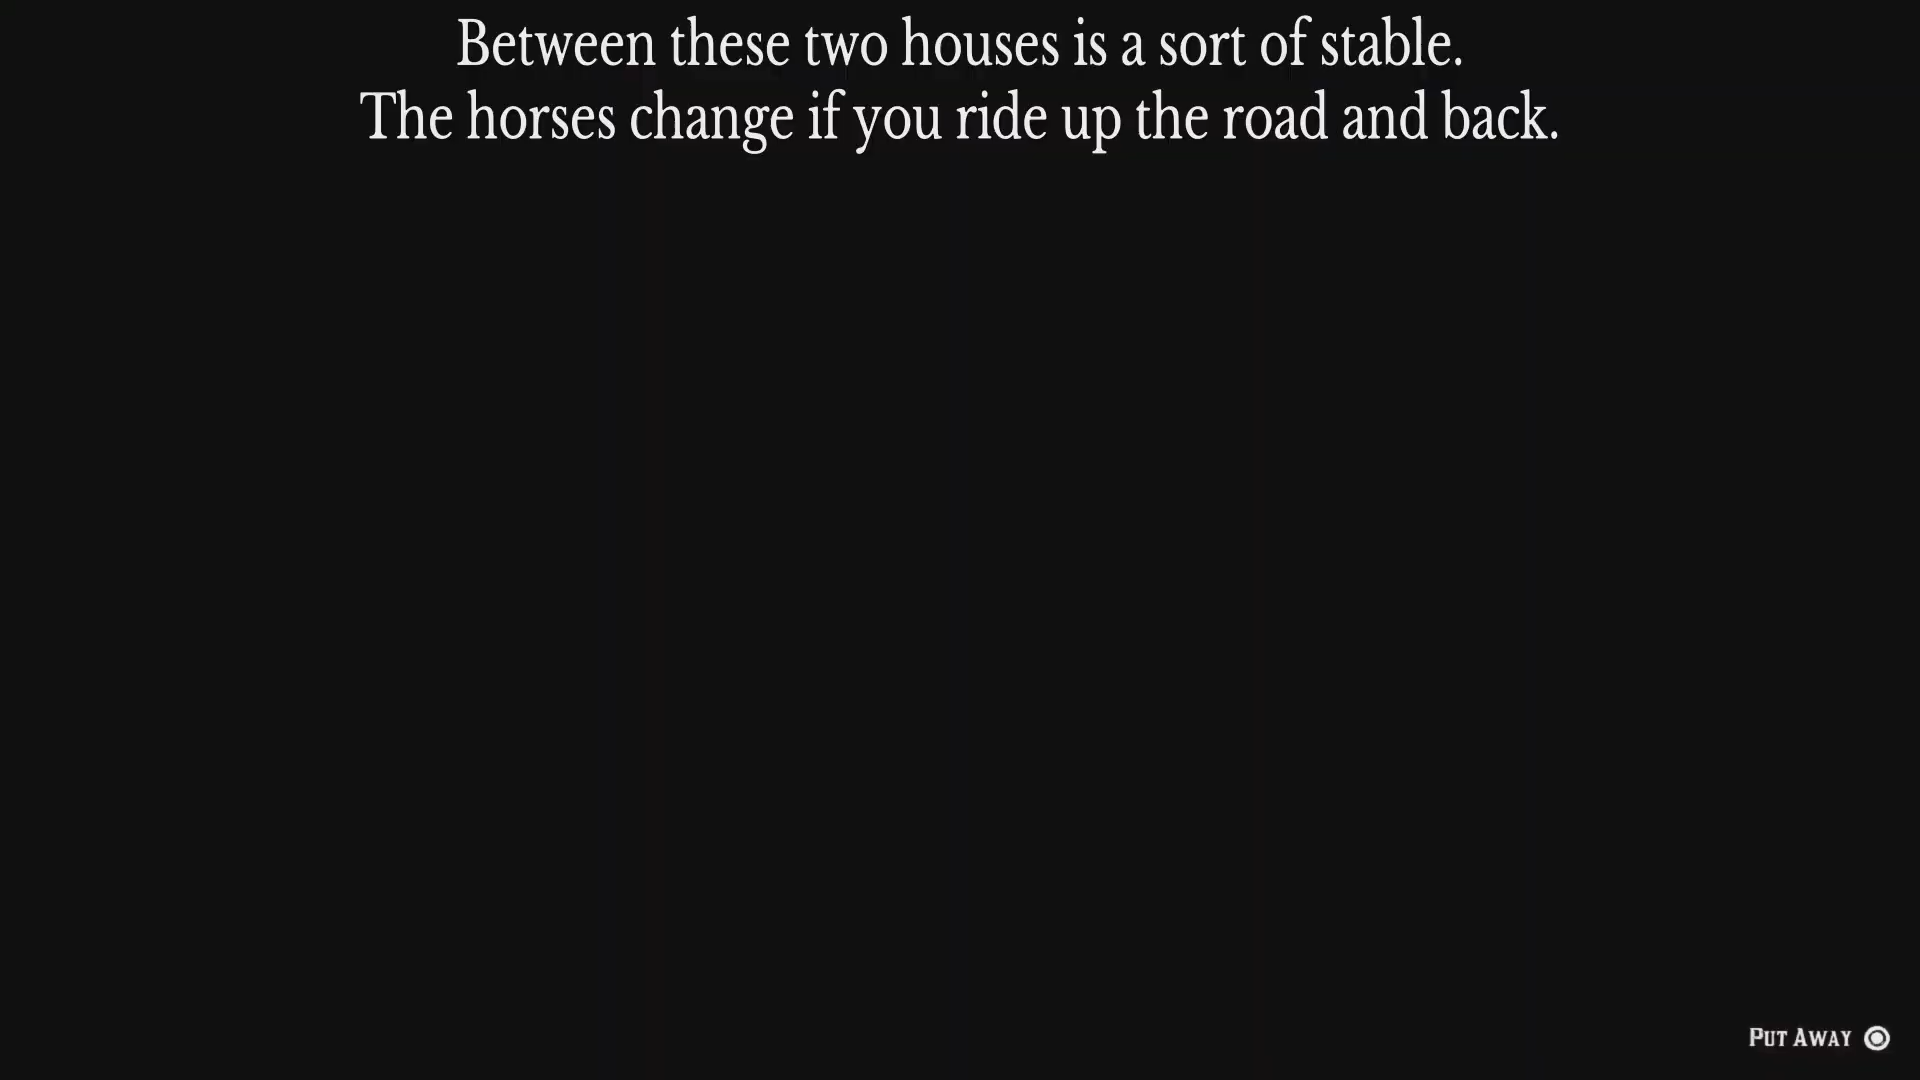 Between these two houses is a sort of stable.
The horses change if you ride up the road and back.
PUT AWAY